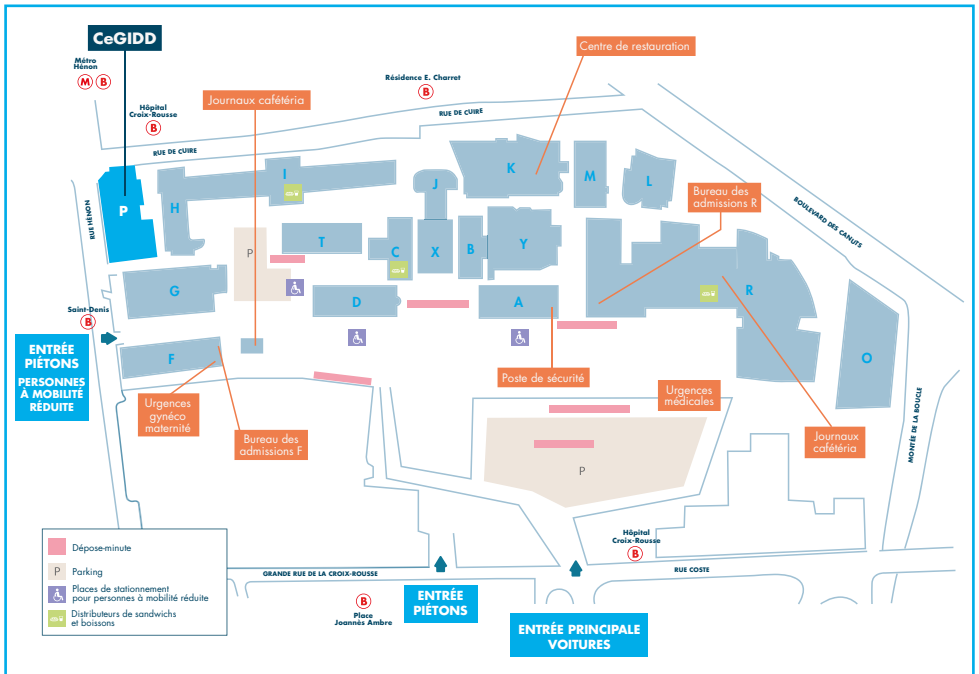 CeGIDD
Métro
Hénon
M B
Hôpital
Croix-Rousse
B
Journaux cafétéria
Résidence E. Charret
B
Centre de restauration
RUE DE CUIRE
RUE DE CUIRE
BOULEVARD DES CANUTS
RUE HÉNON
P
H
I
J
K
M
L
Bureau des
admissions R
P
T
C
X
B
Y
G
D
A
R
O
Saint-Denis
B
ENTRÉE
PIÉTONS
PERSONNES
À MOBILITÉ
RÉDUITE
F
Poste de sécurité
Urgences
médicales
Urgences
gynéco
maternité
Bureau des
admissions F
Journaux
cafétéria
MONTÉE DE LA BOUCLE
P
Dépose-minute
P Parking
Places de stationnement
pour personnes à mobilité réduite
Distributeurs de sandwichs
et boissons
Hôpital
Croix-Rousse
B
GRANDE RUE DE LA CROIX-ROUSSE
RUE COSTE
B
Place
Joannès Ambre
ENTRÉE
PIÉTONS
ENTRÉE PRINCIPALE
VOITURES